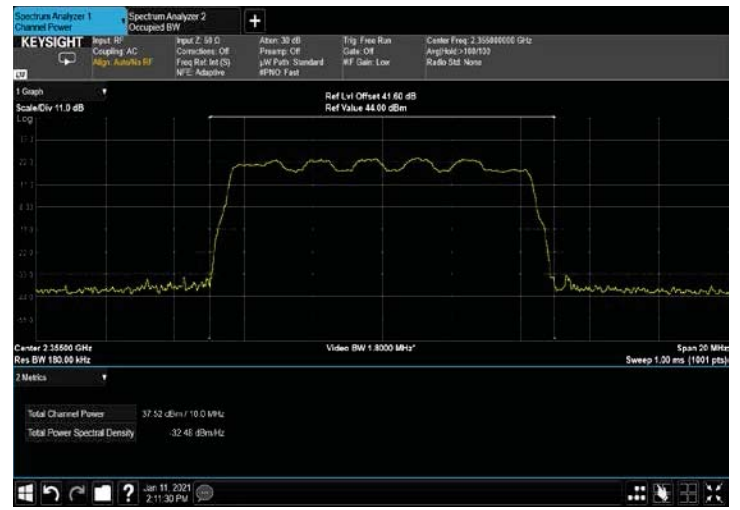 Spectrum Analyzer 1
Channel Power
Spectrum Analyzer 2
Occupied BW
+
KEYSIGHT
Input: RF
Coupling: AC
Align: Auto/No RF
Input Z: 50 Ω
Corrections: Off
Freq Ref: Int (S)
NFE: Adaptive
Atten: 30 dB
Preamp: Off
µW Path: Standard
#PNO: Fast
Trig: Free Run
Gate: Off
#IF Gain: Low
Center Freq: 2.355000000 GHz
Avg|Hold:>100/100
Radio Std: None
1 Graph
Scale/Div 11.0 dB
Log
Ref Lvl Offset 41.60 dB
Ref Value 44.00 dBm
Center 2.35500 GHz
Res BW 180.00 kHz
Video BW 1.8000 MHz*
Span 20 MHz
Sweep 1.00 ms (1001 pts)
2 Metrics
Total Channel Power 37.52 dBm / 10.0 MHz
Total Power Spectral Density -32.48 dBm/Hz
?
Jan 11, 2021
2:11:30 PM